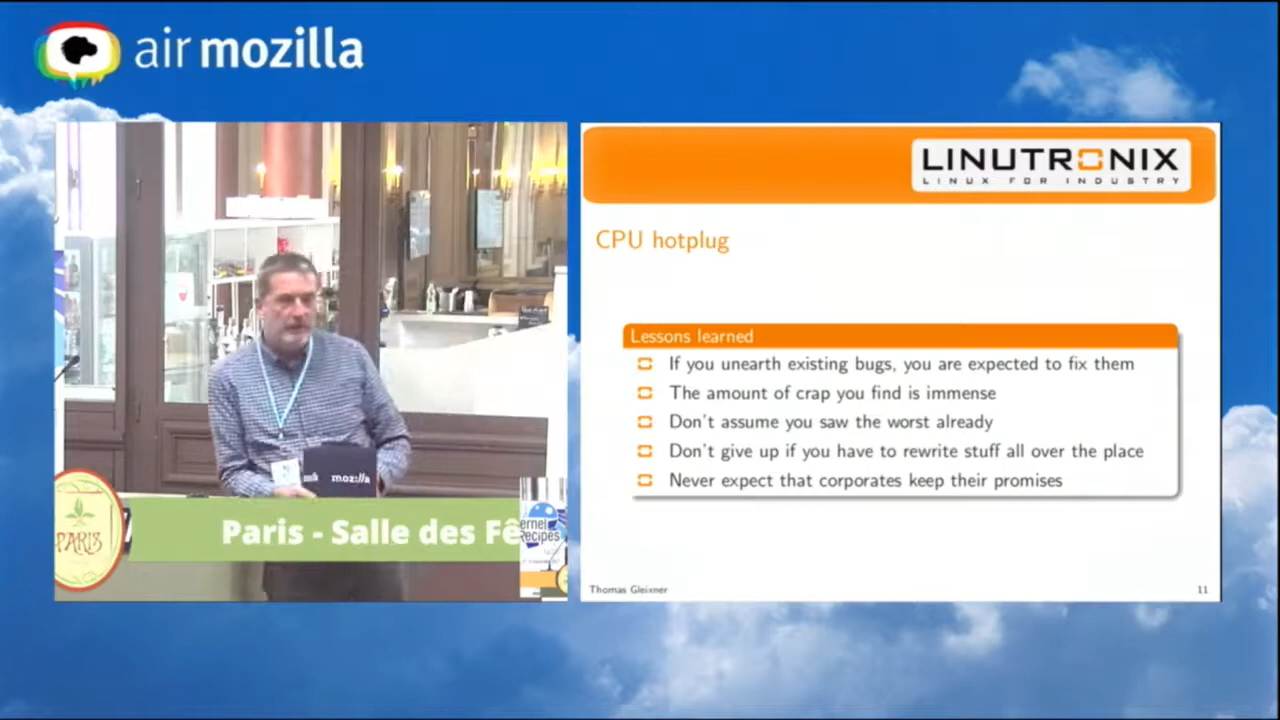 air mozilla
LINUTRONIX
LINUX FOR INDUSTRY
CPU hotplug
Lessons learned
If you unearth existing bugs, you are expected to fix them
The amount of crap you find is immense
Don't assume you saw the worst already
Don't give up if you have to rewrite stuff all over the place
Never expect that corporates keep their promises
Thomas Gleixner
11
moz://a
PARIS
Paris - Salle des Fê
ernel
Recipes